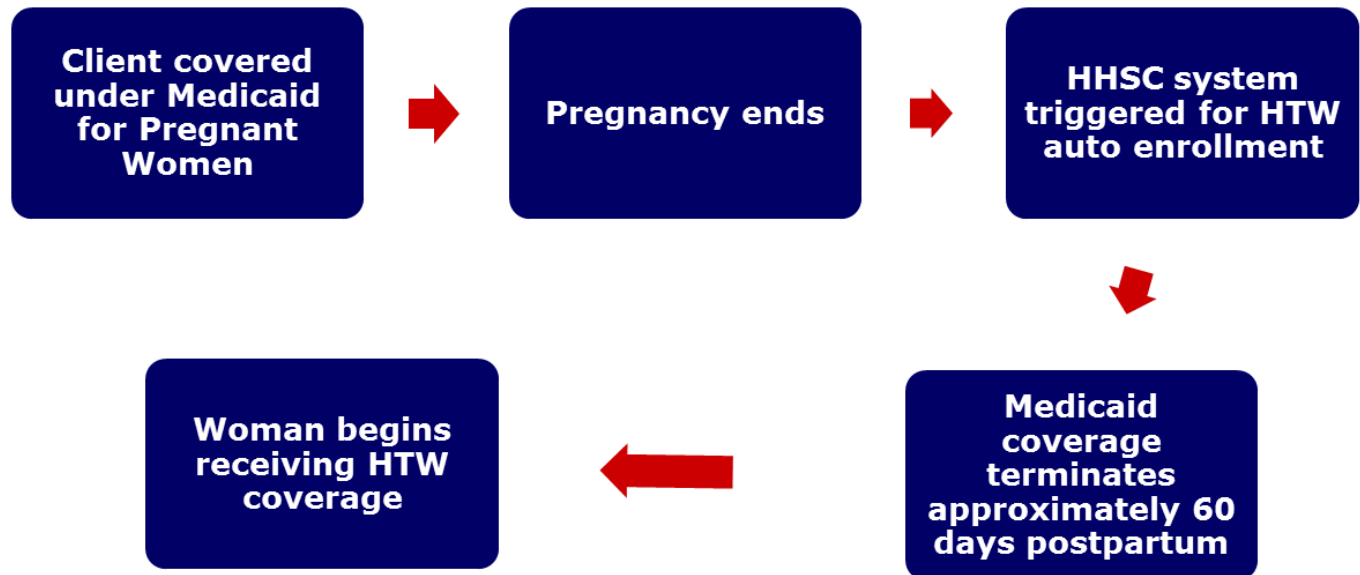 Client covered
under Medicaid
for Pregnant
Women
Pregnancy ends
HHSC system
triggered for HTW
auto enrollment
Medicaid
coverage
terminates
approximately 60
days postpartum
Woman begins
receiving HTW
coverage